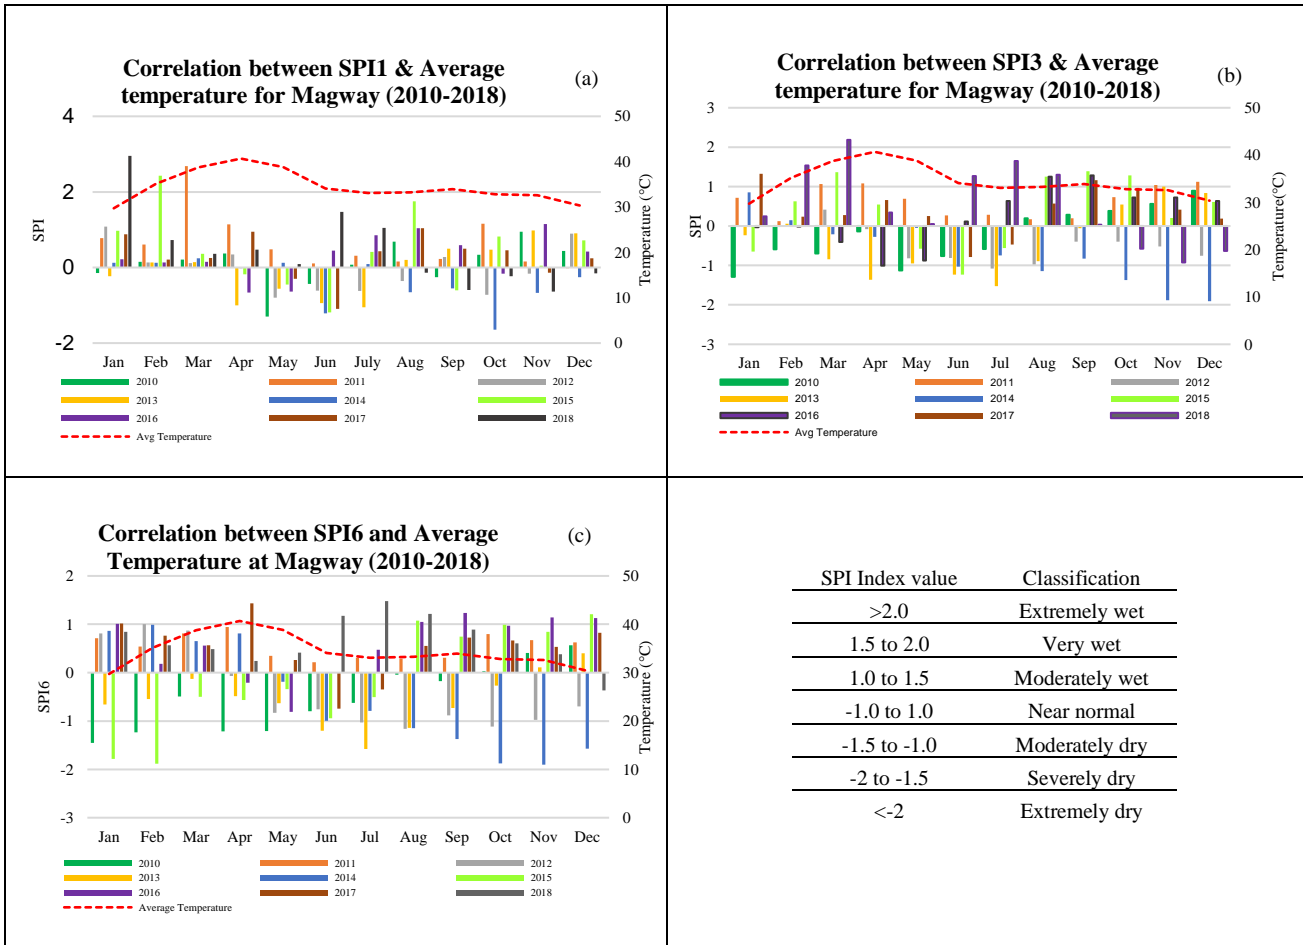 Correlation between SPI1 & Average
temperature for Magway (2010-2018)
(a)
4
2
0
-2
SPI
50
40
30
20
10
0
Temperature (°C)
Jan Feb Mar Apr May Jun July Aug Sep Oct Nov Dec
2010 2011 2012
2013 2014 2015
2016 2017 2018
Avg Temperature
Correlation between SPI3 & Average
temperature for Magway (2010-2018)
(b)
3
2
1
0
-1
-2
-3
SPI
50
40
30
20
10
0
Temperature(°C)
Jan Feb Mar Apr May Jun Jul Aug Sep Oct Nov Dec
2010 2011 2012
2013 2014 2015
2016 2017 2018
Avg Temperature
Correlation between SPI6 and Average
Temperature at Magway (2010-2018)
(c)
2
1
0
-1
-2
-3
SPI6
50
40
30
20
10
0
Temperature (°C)
Jan Feb Mar Apr May Jun Jul Aug Sep Oct Nov Dec
2010 2011 2012
2013 2014 2015
2016 2017 2018
Average Temperature
SPI Index value Classification
>2.0 Extremely wet
1.5 to 2.0 Very wet
1.0 to 1.5 Moderately wet
-1.0 to 1.0 Near normal
-1.5 to -1.0 Moderately dry
-2 to -1.5 Severely dry
<-2 Extremely dry